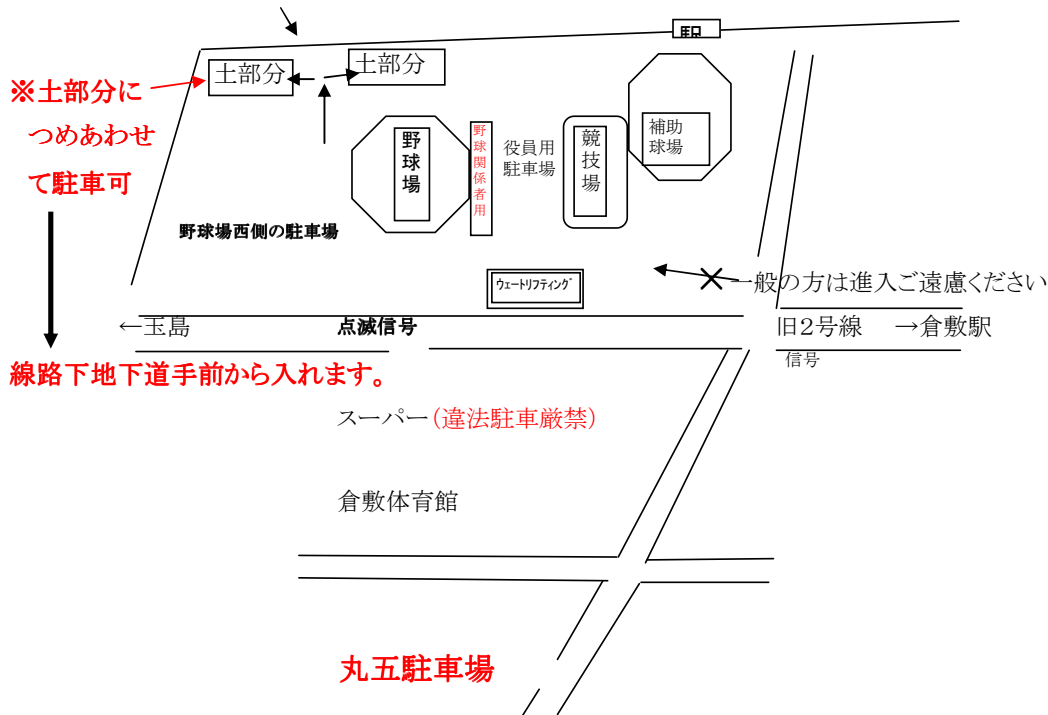 駅
土部分
土部分
※土部分に
つめあわせ
て駐車可
野球場
野球関係者用
役員用
駐車場
競技場
補助
球場
野球場西側の駐車場
ウェートリフティング
一般の方は進入ご遠慮ください
←玉島
点滅信号
旧2号線 →倉敷駅
信号
線路下地下道手前から入れます。
スーパー(違法駐車厳禁)
倉敷体育館
丸五駐車場